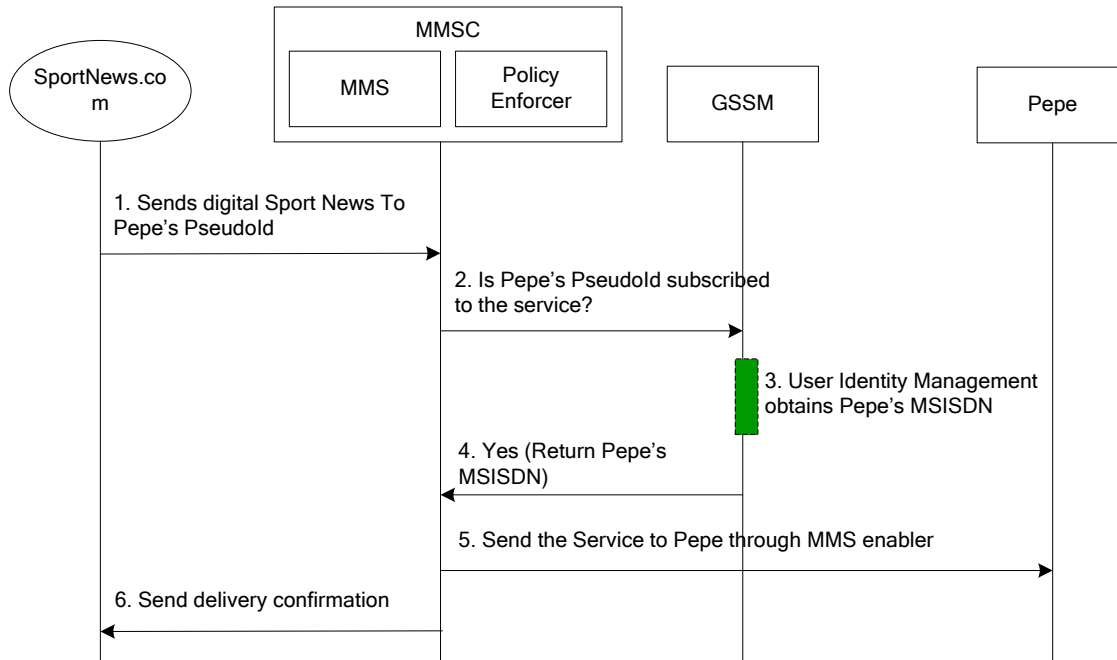 MMSC
SportNews.co
m
MMS
Policy
Enforcer
GSSM
Pepe
1. Sends digital Sport News To
Pepe's PseudoId
2. Is Pepe's PseudoId subscribed
to the service?
3. User Identity Management
obtains Pepe's MSISDN
4. Yes (Return Pepe's
MSISDN)
5. Send the Service to Pepe through MMS enabler
6. Send delivery confirmation